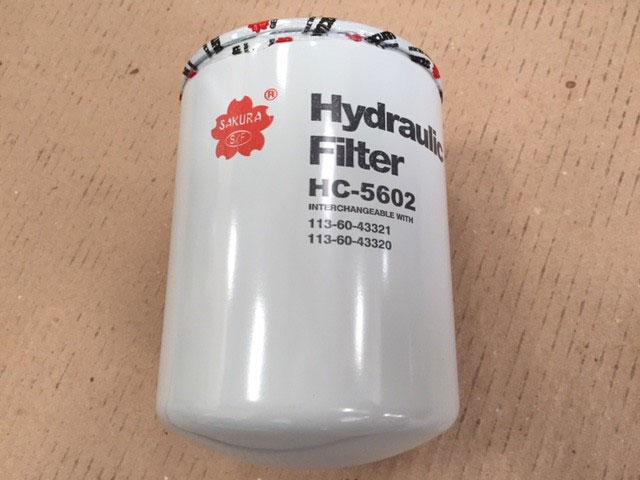 SAKURA
S/F
®
Hydraulic
Filter
HC-5602
INTERCHANGEABLE WITH
113-60-43321
113-60-43320